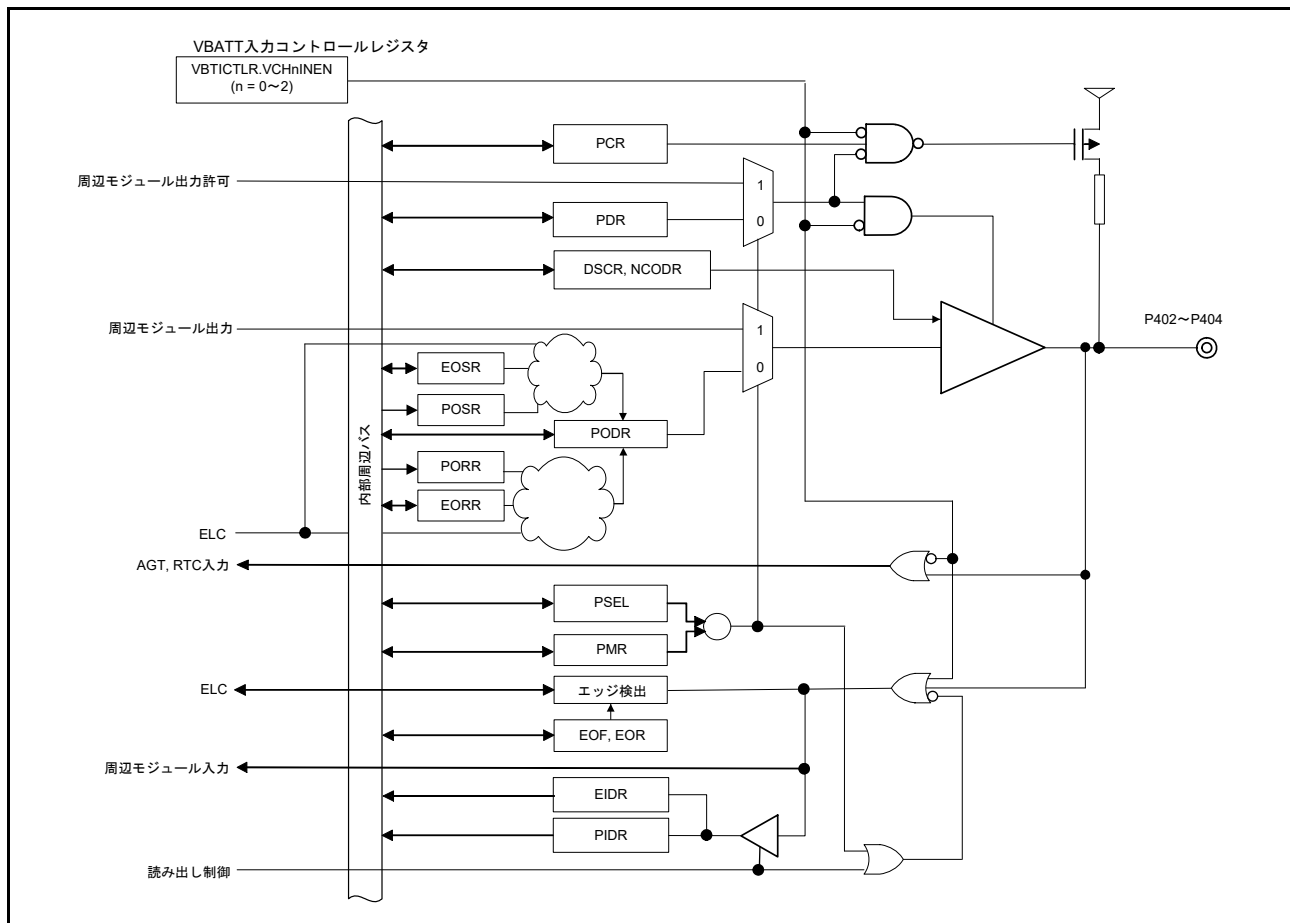 VBATT入力コントロールレジスタ
VBTICTLR.VCHnINEN
(n = 0～2)
PCR
周辺モジュール出力許可
1
0
PDR
DSCR, NCODR
周辺モジュール出力
1
0
P402～P404
EOSR
POSR
PODR
内部周辺バス
PORR
EORR
ELC
AGT, RTC入力
PSEL
PMR
ELC
エッジ検出
EOF, EOR
周辺モジュール入力
EIDR
PIDR
読み出し制御